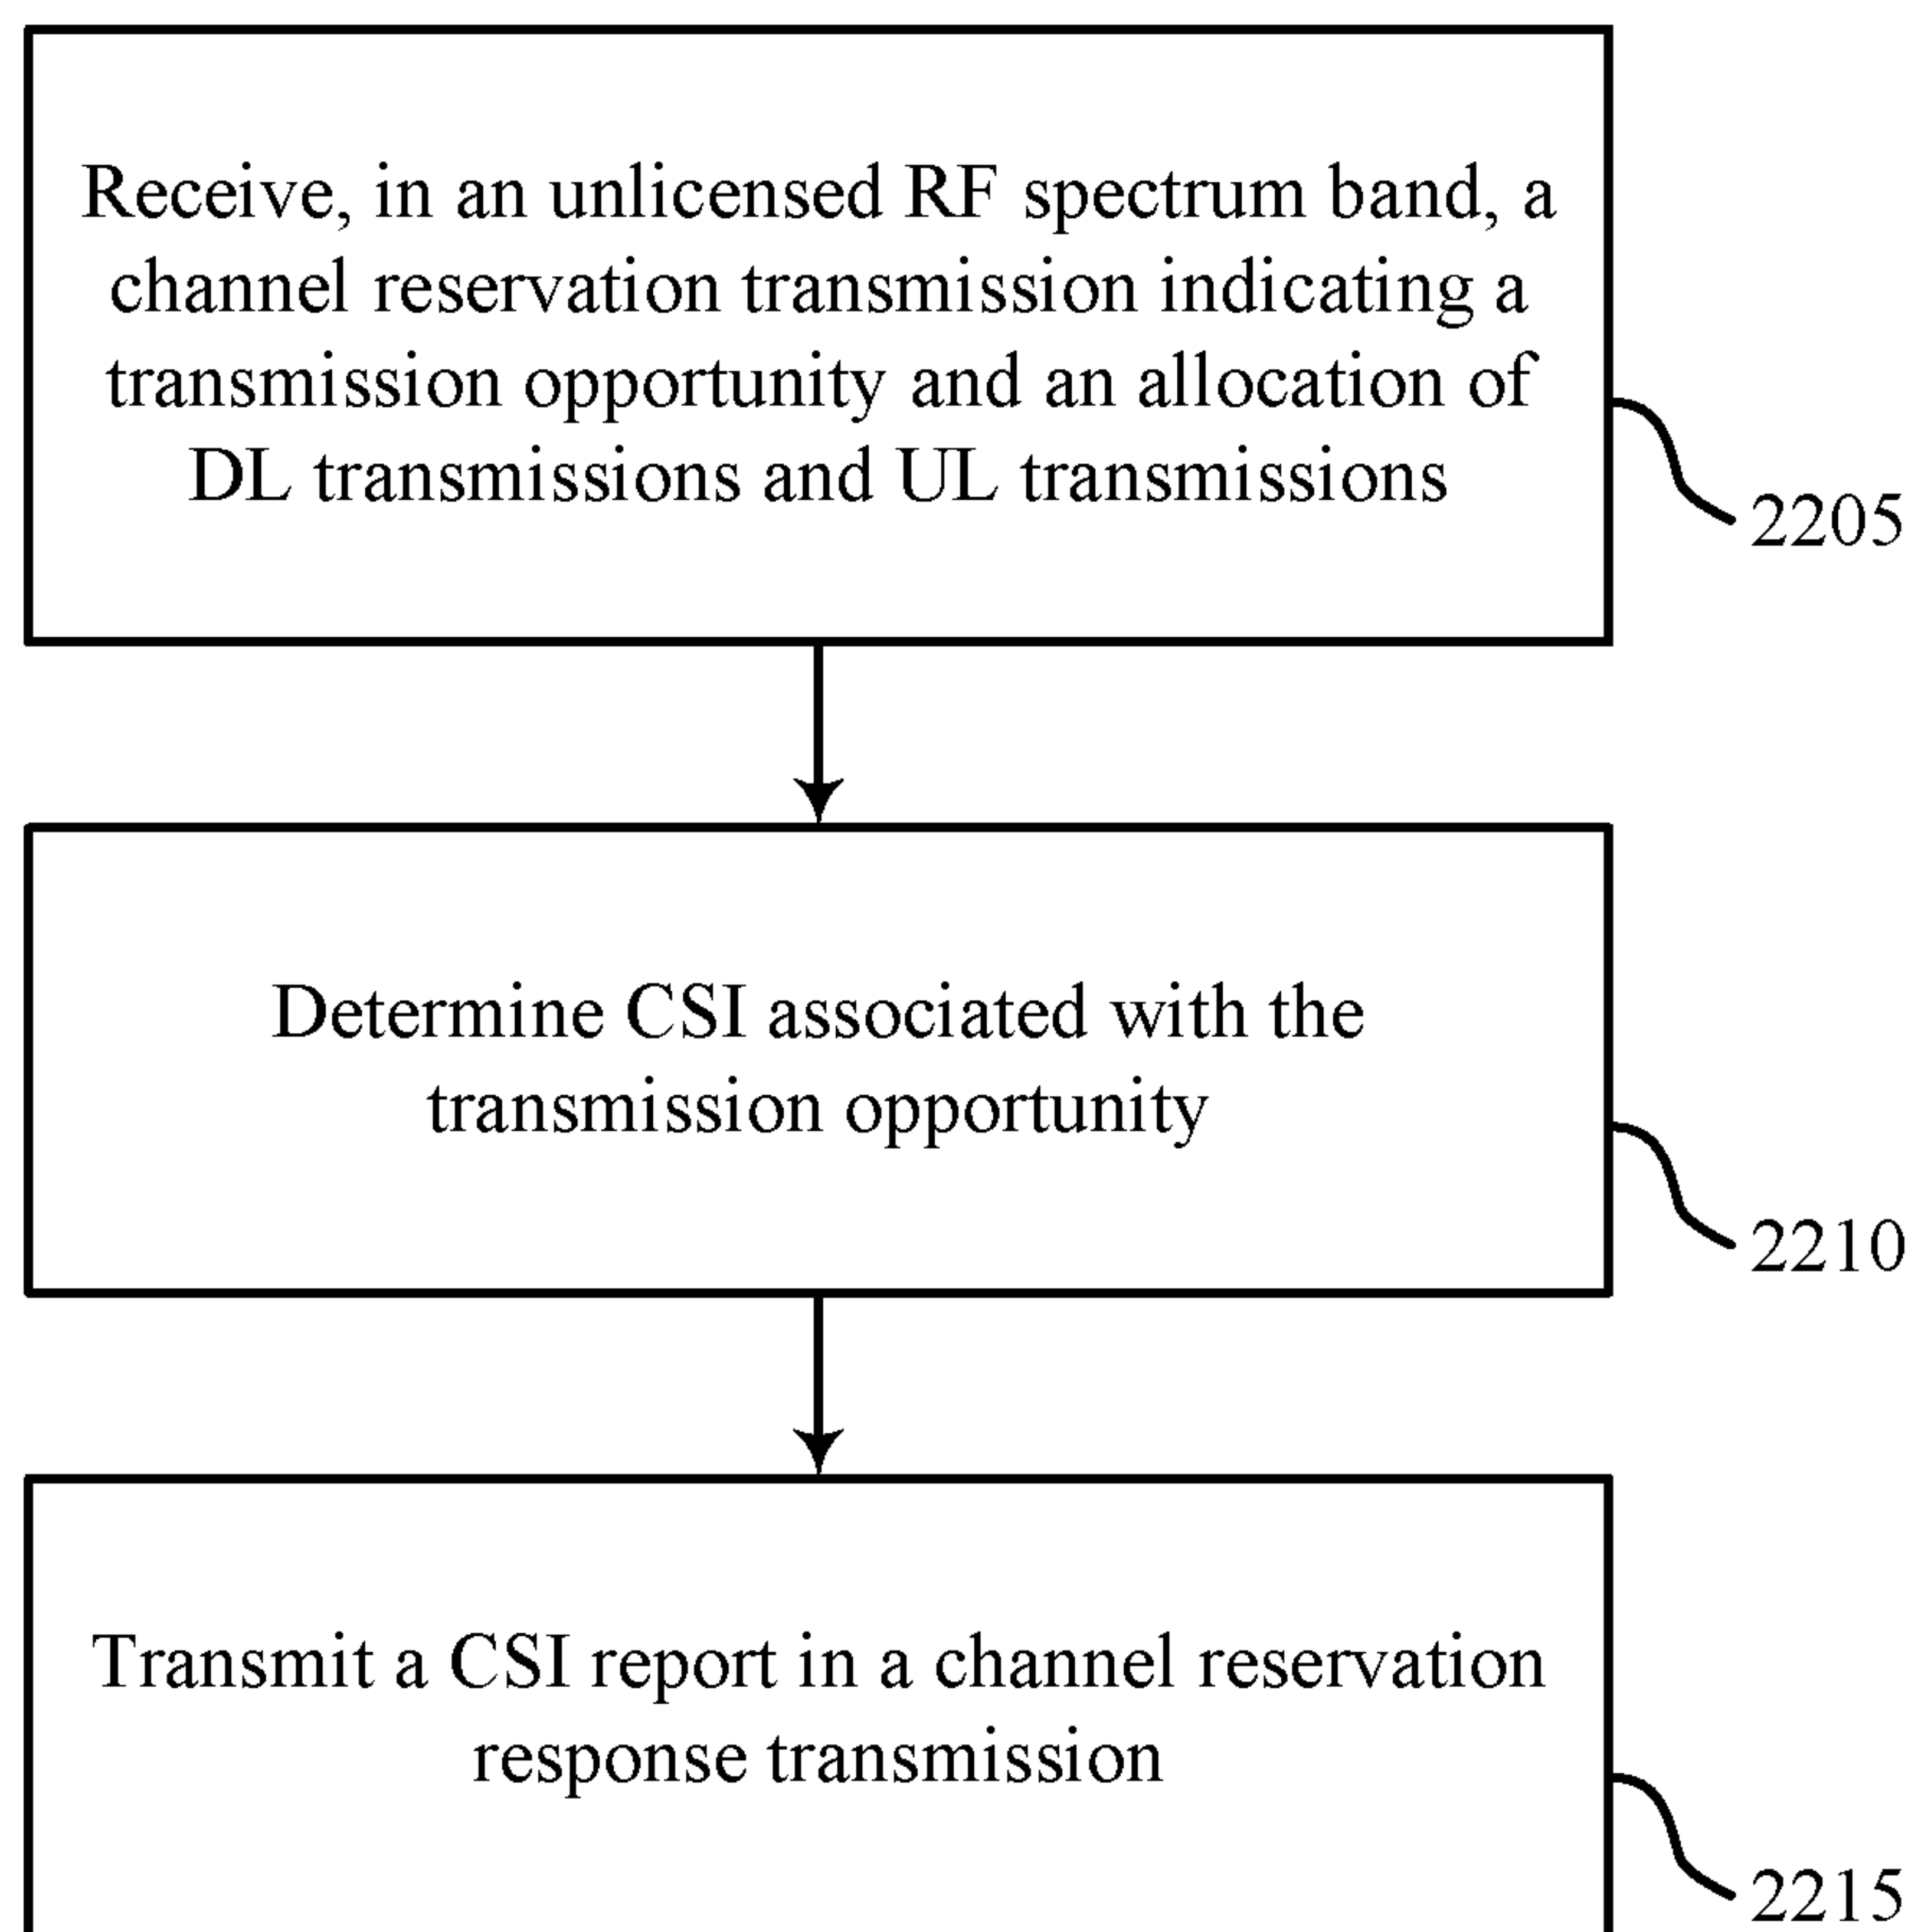 Receive, in an unlicensed RF spectrum band, a
channel reservation transmission indicating a
transmission opportunity and an allocation of
DL transmissions and UL transmissions
2205
Determine CSI associated with the
transmission opportunity
2210
Transmit a CSI report in a channel reservation
response transmission
2215